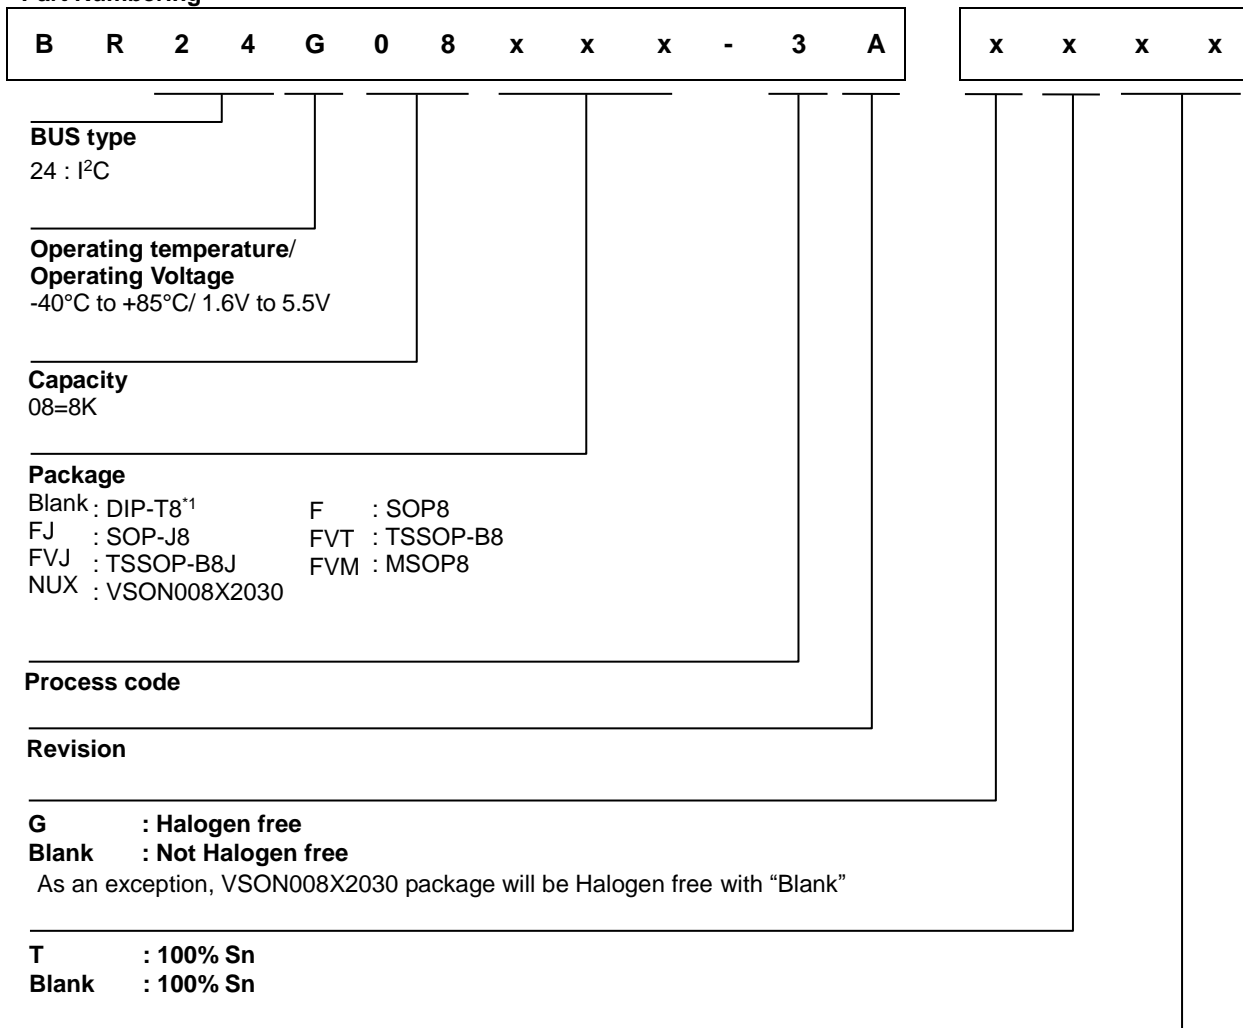 Part Numbering
B R 2 4 G 0 8 x x x - 3 A x x x x
BUS type
24 : I²C
Operating temperature/
Operating Voltage
-40°C to +85°C/ 1.6V to 5.5V
Capacity
08=8K
Package
Blank : DIP-T8*1 F : SOP8
FJ : SOP-J8 FVT : TSSOP-B8
FVJ : TSSOP-B8J FVM : MSOP8
NUX : VSON008X2030
Process code
Revision
G : Halogen free
Blank : Not Halogen free
As an exception, VSON008X2030 package will be Halogen free with “Blank”
T : 100% Sn
Blank : 100% Sn